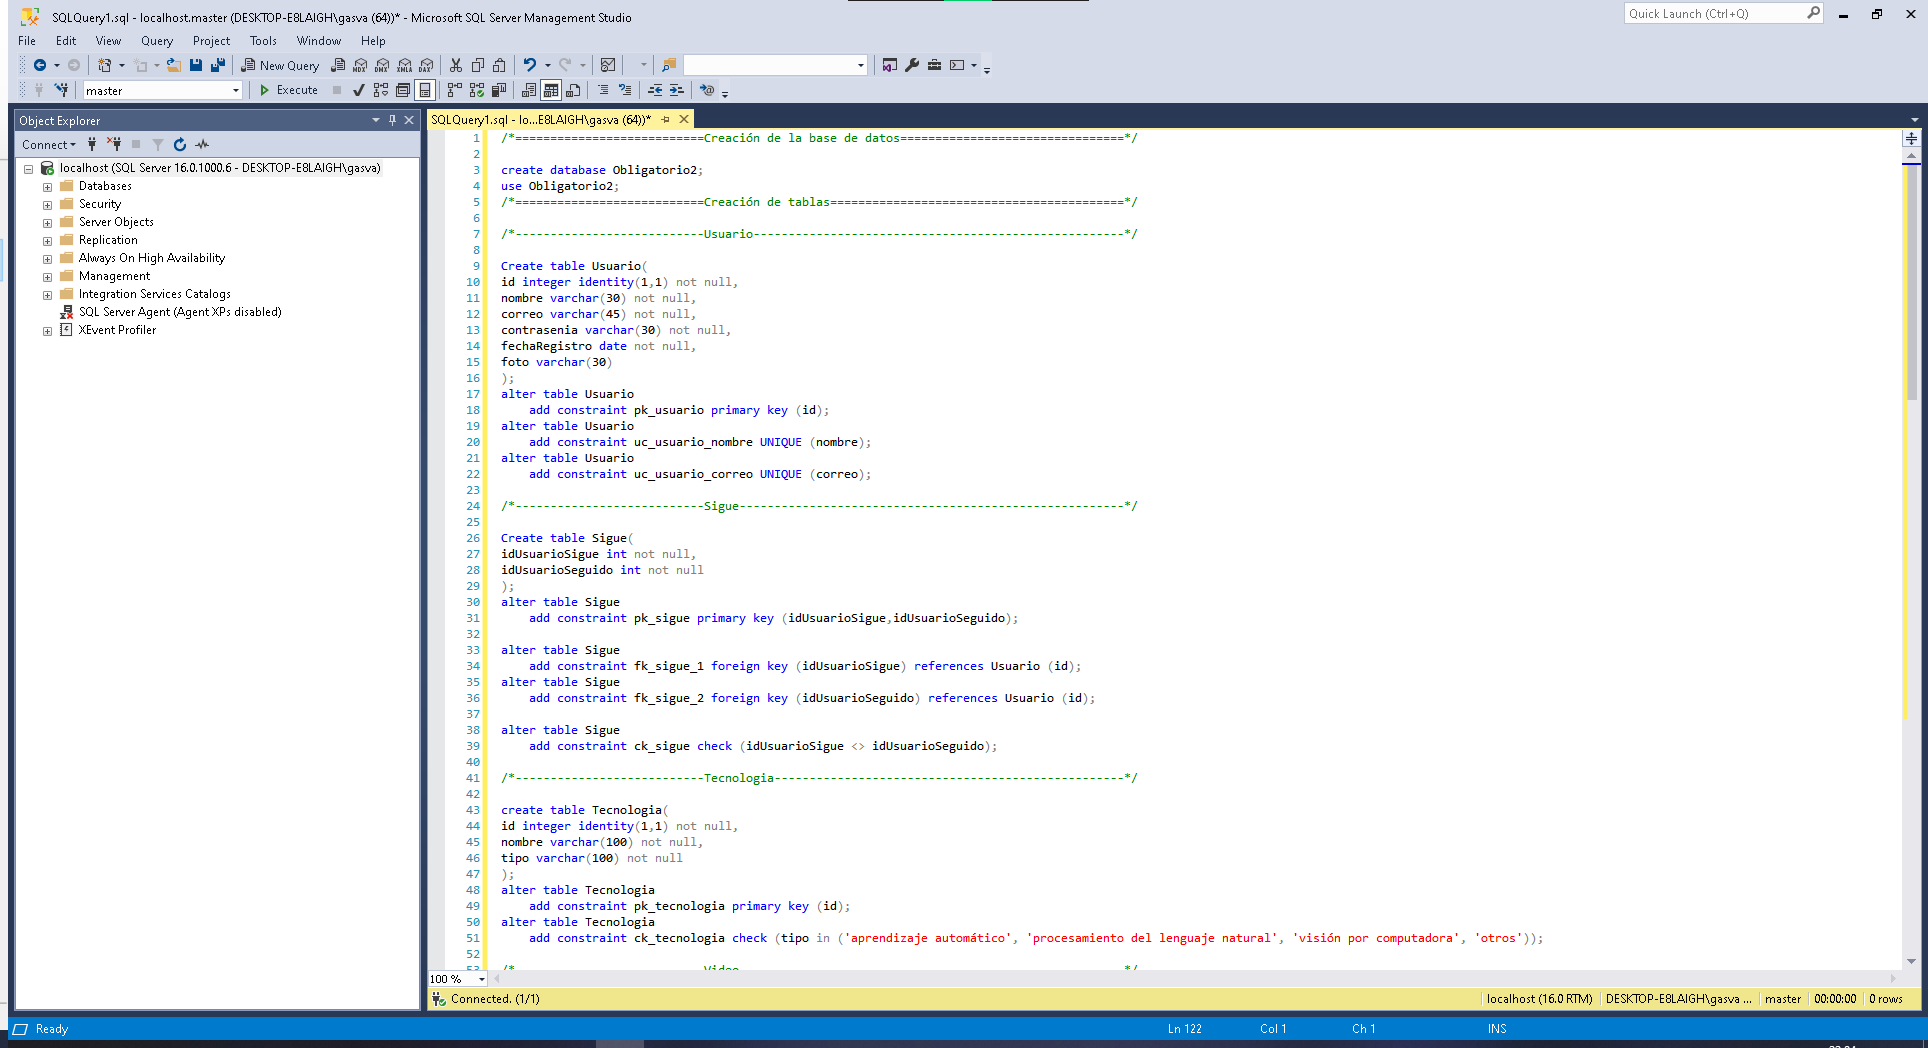 SQLQuery1.sql - localhost.master (DESKTOP-E8LAIGH\gasva (64))* - Microsoft SQL Server Management Studio
Quick Launch (Ctrl+Q)
File Edit View Query Project Tools Window Help
New Query MDX DMX XMLA DAX
master Execute
Object Explorer
SQLQuery1.sql - lo...E8LAIGH\gasva (64))*
Connect
localhost (SQL Server 16.0.1000.6 - DESKTOP-E8LAIGH\gasva)
Databases
Security
Server Objects
Replication
Always On High Availability
Management
Integration Services Catalogs
SQL Server Agent (Agent XPs disabled)
XEvent Profiler
1 /*===========================Creación de la base de datos================================*/
2
3 create database Obligatorio2;
4 use Obligatorio2;
5 /*===========================Creación de tablas==========================================*/
6
7 /*---------------------------Usuario-----------------------------------------------------*/
8
9 Create table Usuario(
10 id integer identity(1,1) not null,
11 nombre varchar(30) not null,
12 correo varchar(45) not null,
13 contrasenia varchar(30) not null,
14 fechaRegistro date not null,
15 foto varchar(30)
16 );
17 alter table Usuario
18 add constraint pk_usuario primary key (id);
19 alter table Usuario
20 add constraint uc_usuario_nombre UNIQUE (nombre);
21 alter table Usuario
22 add constraint uc_usuario_correo UNIQUE (correo);
23
24 /*---------------------------Sigue-------------------------------------------------------*/
25
26 Create table Sigue(
27 idUsuarioSigue int not null,
28 idUsuarioSeguido int not null
29 );
30 alter table Sigue
31 add constraint pk_sigue primary key (idUsuarioSigue,idUsuarioSeguido);
32
33 alter table Sigue
34 add constraint fk_sigue_1 foreign key (idUsuarioSigue) references Usuario (id);
35 alter table Sigue
36 add constraint fk_sigue_2 foreign key (idUsuarioSeguido) references Usuario (id);
37
38 alter table Sigue
39 add constraint ck_sigue check (idUsuarioSigue <> idUsuarioSeguido);
40
41 /*---------------------------Tecnologia--------------------------------------------------*/
42
43 create table Tecnologia(
44 id integer identity(1,1) not null,
45 nombre varchar(100) not null,
46 tipo varchar(100) not null
47 );
48 alter table Tecnologia
49 add constraint pk_tecnologia primary key (id);
50 alter table Tecnologia
51 add constraint ck_tecnologia check (tipo in ('aprendizaje automático', 'procesamiento del lenguaje natural', 'visión por computadora', 'otros'));
52
53 /*---------------------------Video-------------------------------------------------------*/
100 %
Connected. (1/1) localhost (16.0 RTM) DESKTOP-E8LAIGH\gasva ... master 00:00:00 0 rows
Ready Ln 122 Col 1 Ch 1 INS